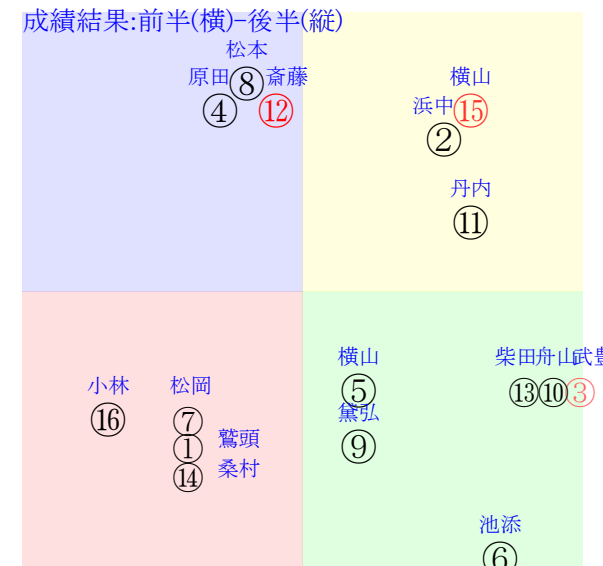 成績結果:前半(横)-後半(縦)
松本
原田⑧斎藤
④ ⑫
横山
浜中⑮
②
丹内
⑪
横山
⑤
黛弘
⑨
柴田舟山武豊
⑬⑩③
小林
⑯
松岡
⑦
①鷲頭
⑭桑村
池添
⑥